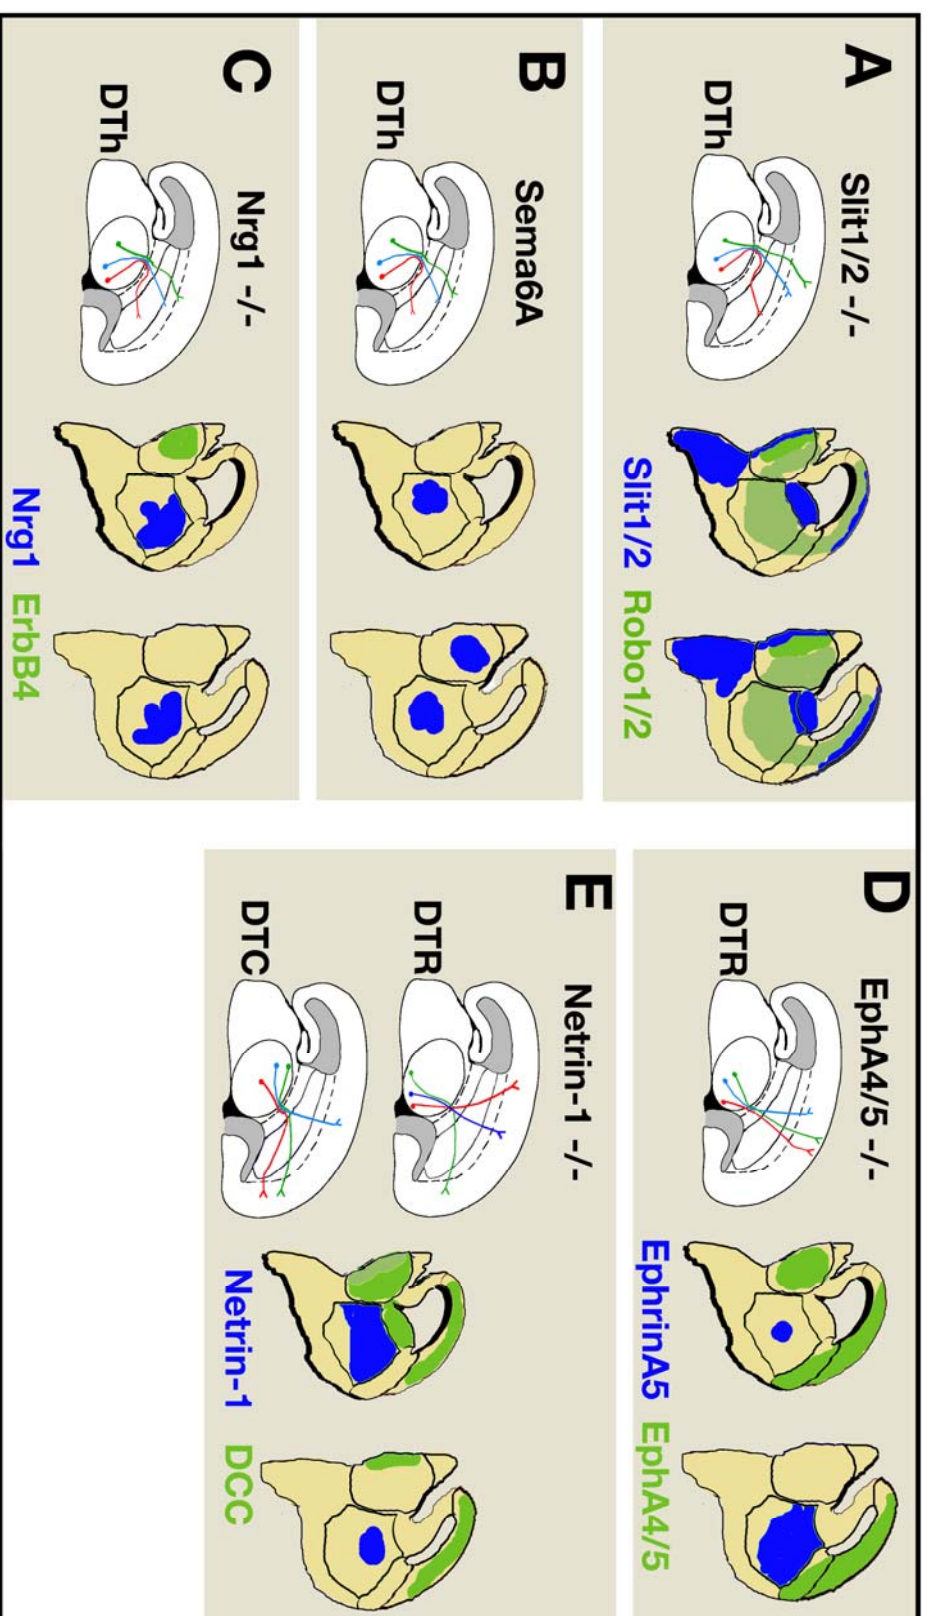 A
Slit1/2 -/-
DTh
Slit1/2 Robo1/2
B
Sema6A
DTh
C
Nrg1 -/-
DTh
Nrg1 ErbB4
D
EphA4/5 -/-
DTR
EphrinA5 EphA4/5
E
Netrin-1 -/-
DTR
DTC
Netrin-1 DCC